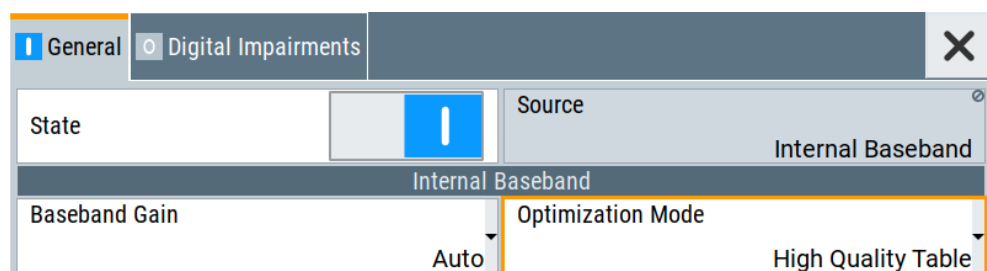 General
Digital Impairments
State
Source
Internal Baseband
Internal Baseband
Baseband Gain
Auto
Optimization Mode
High Quality Table